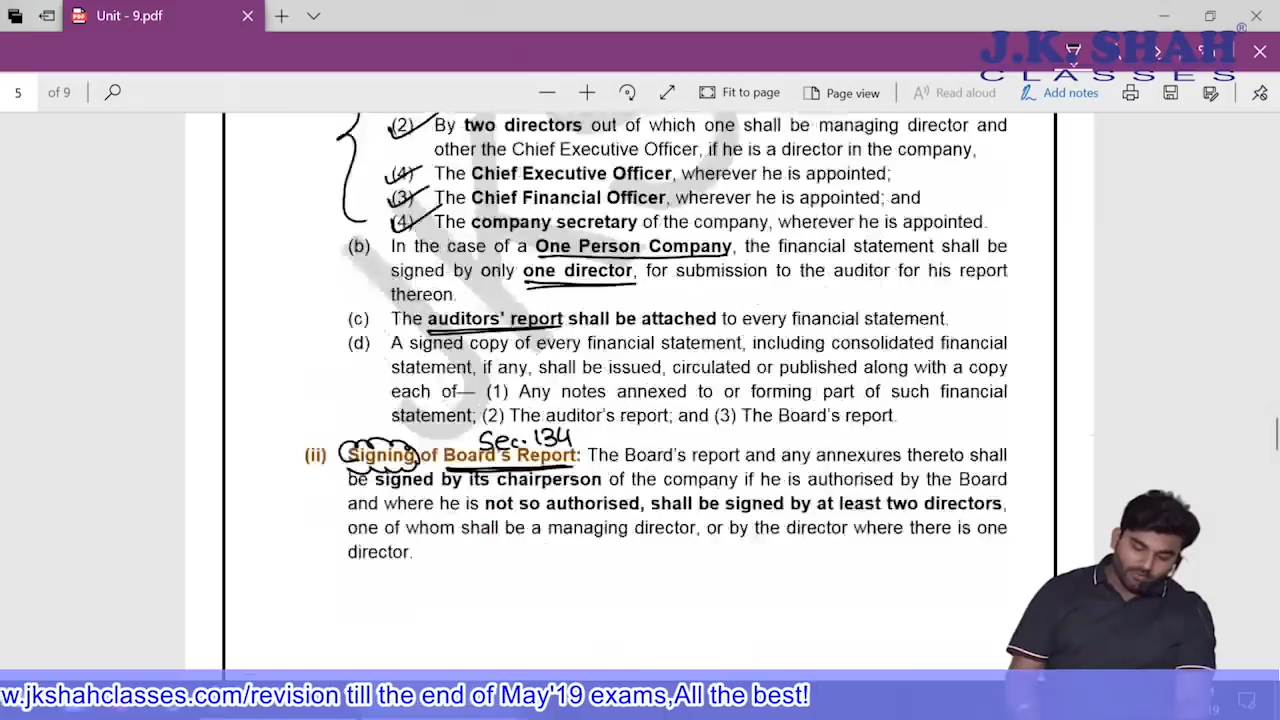 Unit - 9.pdf
J.K. SHAH®
CLASSES
5 of 9
Fit to page
Page view
Read aloud
Add notes
(2) By two directors out of which one shall be managing director and
other the Chief Executive Officer, if he is a director in the company,
(4) The Chief Executive Officer, wherever he is appointed;
(3) The Chief Financial Officer, wherever he is appointed; and
(4) The company secretary of the company, wherever he is appointed.
(b) In the case of a One Person Company, the financial statement shall be
signed by only one director, for submission to the auditor for his report
thereon.
(c) The auditors' report shall be attached to every financial statement.
(d) A signed copy of every financial statement, including consolidated financial
statement, if any, shall be issued, circulated or published along with a copy
each of— (1) Any notes annexed to or forming part of such financial
statement; (2) The auditor's report; and (3) The Board's report.
Sec. 134
(ii) Signing of Board's Report: The Board's report and any annexures thereto shall
be signed by its chairperson of the company if he is authorised by the Board
and where he is not so authorised, shall be signed by at least two directors,
one of whom shall be a managing director, or by the director where there is one
director.
w.jkshahclasses.com/revision till the end of May'19 exams,All the best!